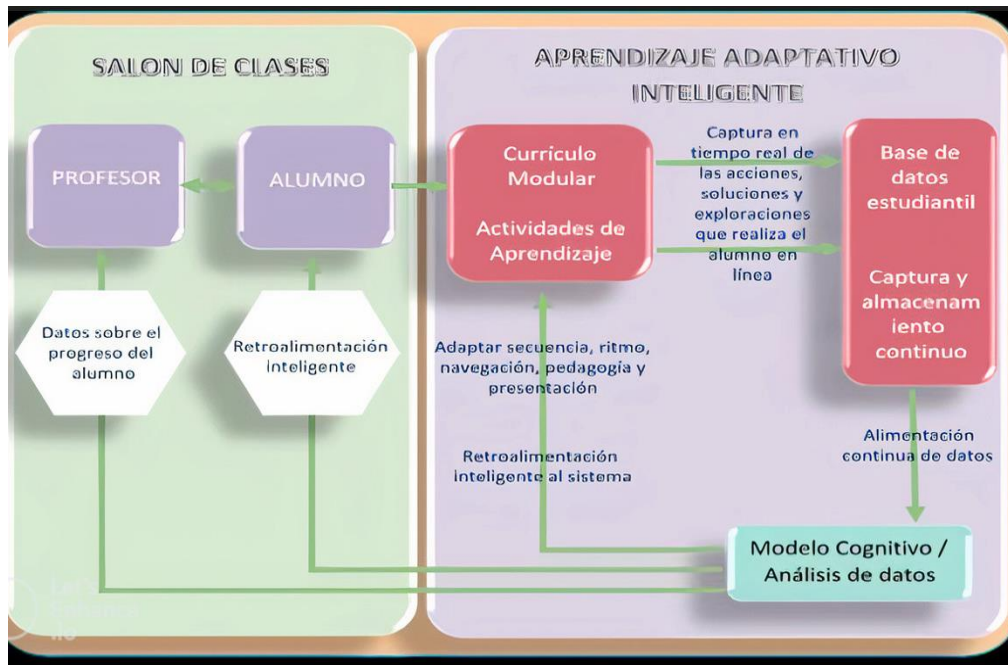 SALON DE CLASES
APRENDIZAJE ADAPTATIVO
INTELIGENTE
PROFESOR
ALUMNO
Currículo
Modular
Actividades de
Aprendizaje
Captura en
tiempo real de
las acciones,
soluciones y
exploraciones
que realiza el
alumno en
línea
Base de
datos
estudiantil
Captura y
almacenam
iento
continuo
Datos sobre el
progreso del
alumno
Retroalimentación
inteligente
Adaptar secuencia, ritmo,
navegación, pedagogía y
presentación
Retroalimentación
inteligente al sistema
Alimentación
continua de datos
Modelo Cognitivo /
Análisis de datos